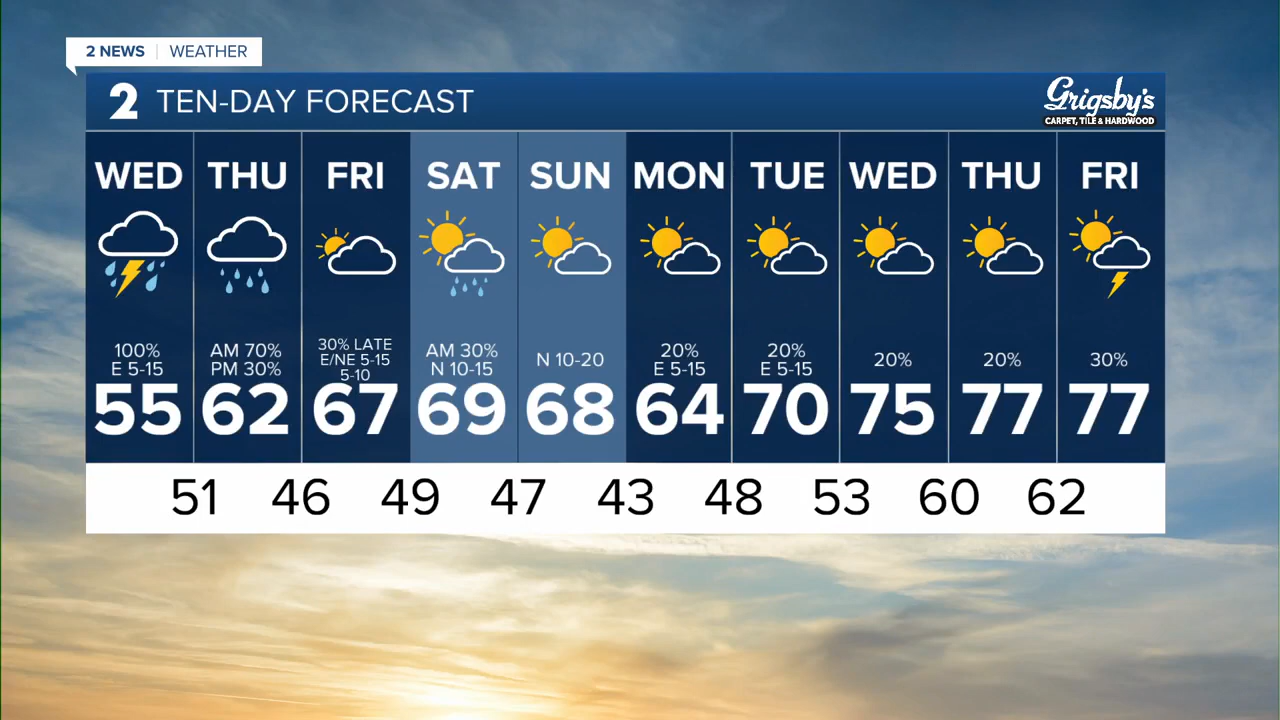 2 NEWS | WEATHER
2 TEN-DAY FORECAST
Grigsby's
CARPET, TILE & HARDWOOD
WED THU FRI SAT SUN MON TUE WED THU FRI
100%
E 5-15
55
AM 70%
PM 30%
62
30% LATE
E/NE 5-15
5-10
67
AM 30%
N 10-15
69
N 10-20
68
20%
E 5-15
64
20%
E 5-15
70
20%
75
20%
77
30%
77
51 46 49 47 43 48 53 60 62